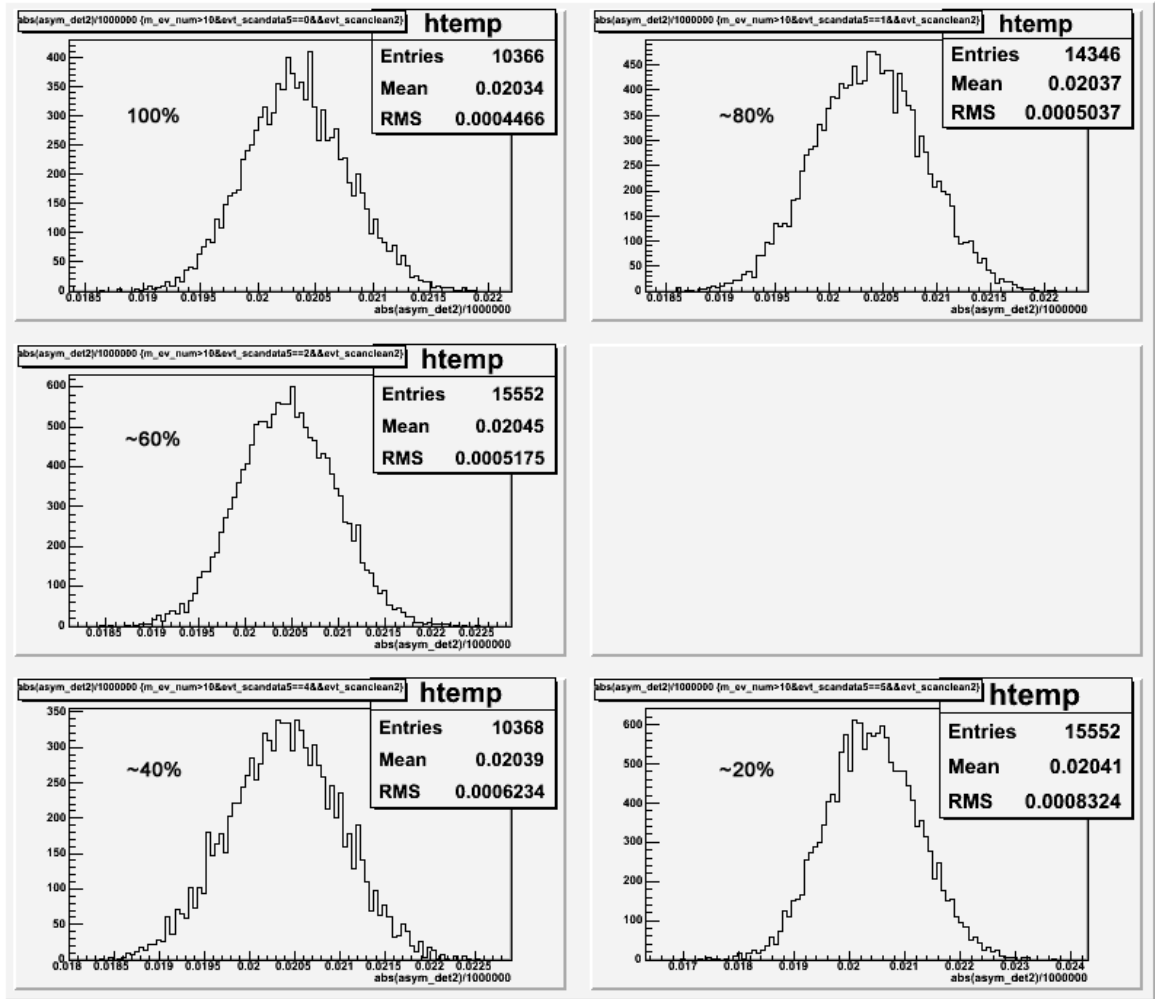 abs(asym_det2)/1000000 {m_ev_num>10&evt_scandata5==0&&evt_scanclean2}
htemp
Entries 10366
Mean 0.02034
RMS 0.0004466
100%
400
350
300
250
200
150
100
50
0
0.0185 0.019 0.0195 0.02 0.0205 0.021 0.0215 0.022
abs(asym_det2)/1000000
abs(asym_det2)/1000000 {m_ev_num>10&evt_scandata5==1&&evt_scanclean2}
htemp
Entries 14346
Mean 0.02037
RMS 0.0005037
~80%
450
400
350
300
250
200
150
100
50
0
0.0185 0.019 0.0195 0.02 0.0205 0.021 0.0215 0.022
abs(asym_det2)/1000000
abs(asym_det2)/1000000 {m_ev_num>10&evt_scandata5==2&&evt_scanclean2}
htemp
Entries 15552
Mean 0.02045
RMS 0.0005175
~60%
600
500
400
300
200
100
0
0.0185 0.019 0.0195 0.02 0.0205 0.021 0.0215 0.022 0.0225
abs(asym_det2)/1000000
abs(asym_det2)/1000000 {m_ev_num>10&evt_scandata5==4&&evt_scanclean2}
htemp
Entries 10368
Mean 0.02039
RMS 0.0006234
~40%
350
300
250
200
150
100
50
0
0.018 0.0185 0.019 0.0195 0.02 0.0205 0.021 0.0215 0.022 0.0225
abs(asym_det2)/1000000
abs(asym_det2)/1000000 {m_ev_num>10&evt_scandata5==5&&evt_scanclean2}
htemp
Entries 15552
Mean 0.02041
RMS 0.0008324
~20%
600
500
400
300
200
100
0
0.017 0.018 0.019 0.02 0.021 0.022 0.023 0.024
abs(asym_det2)/1000000